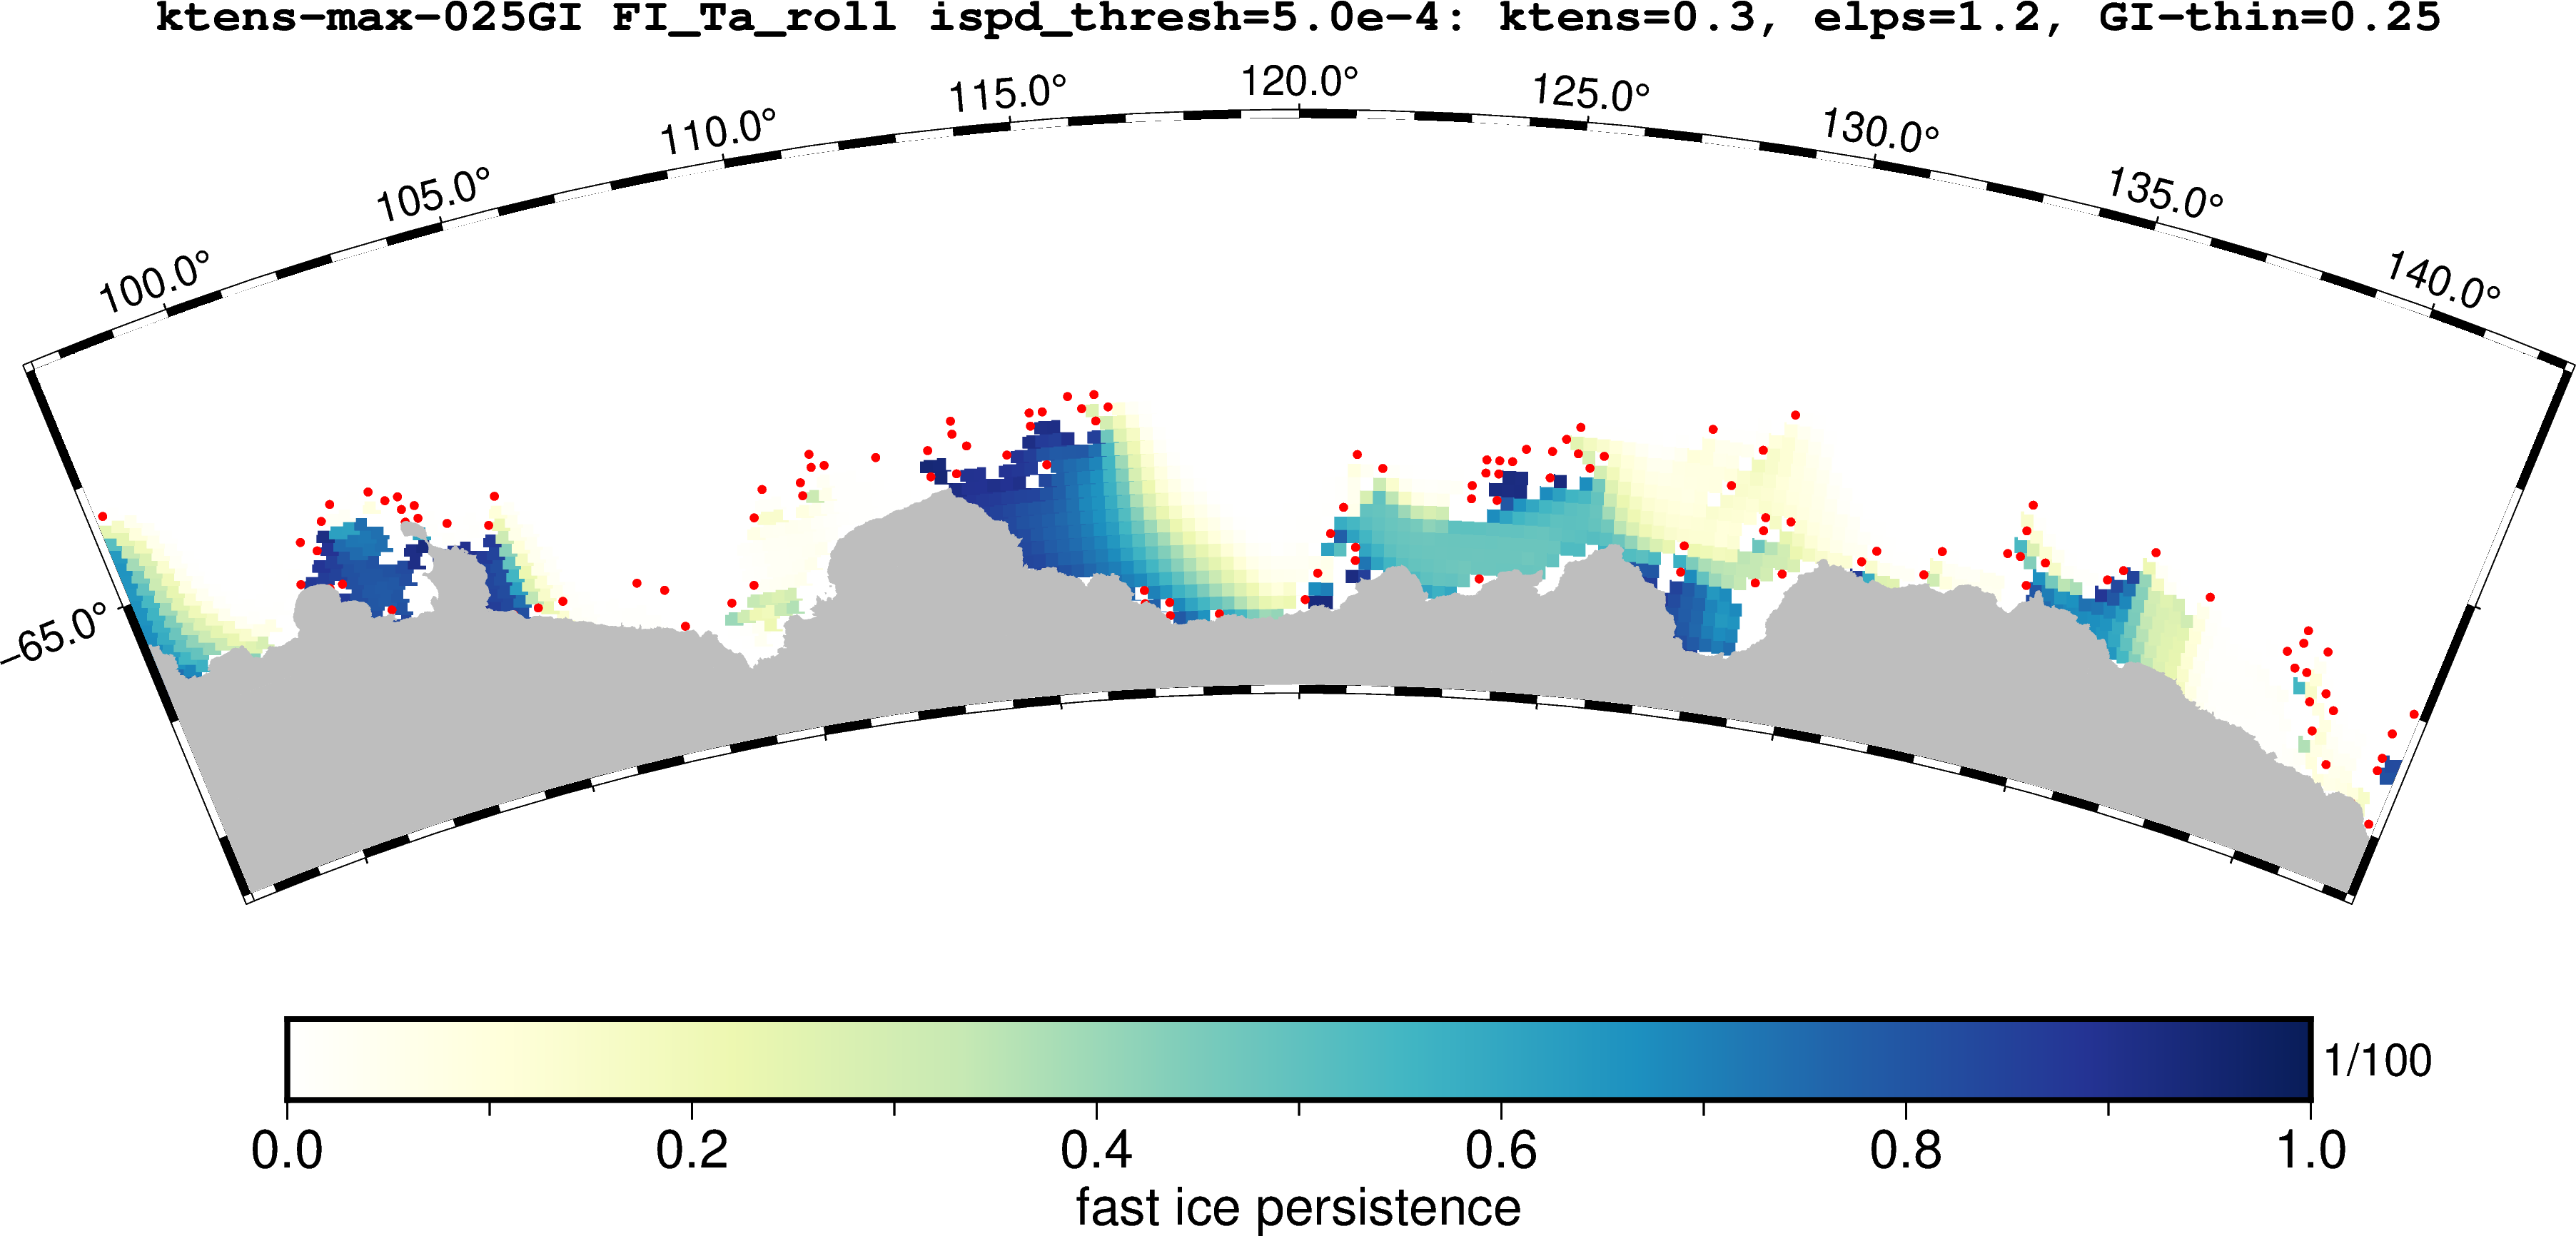 ktens-max-025GI FI_Ta_roll ispd_thresh=5.0e-4: ktens=0.3, elps=1.2, GI-thin=0.25
100.0° 105.0° 110.0° 115.0° 120.0° 125.0° 130.0° 135.0° 140.0°
-65.0°
1/100
0.0 0.2 0.4 0.6 0.8 1.0
fast ice persistence